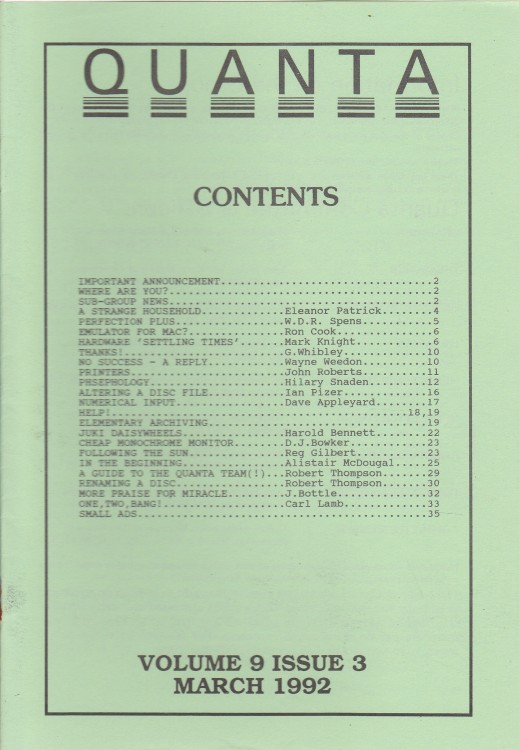 QUANTA
CONTENTS
IMPORTANT ANNOUNCEMENT..................................2
WHERE ARE YOU?..........................................2
SUB-GROUP NEWS..........................................2
A STRANGE HOUSEHOLD.............Eleanor Patrick.........4
PERFECTION PLUS.................W.D.R. Spens............5
EMULATOR FOR MAC?...............Ron Cook................6
HARDWARE 'SETTLING TIMES'.......Mark Knight.............6
THANKS!.........................G.Whibley..............10
NO SUCCESS - A REPLY............Wayne Weedon...........10
PRINTERS........................John Roberts...........11
PHSEPHOLOGY.....................Hilary Snaden..........12
ALTERING A DISC FILE............Ian Pizer..............16
NUMERICAL INPUT.................Dave Appleyard.........17
HELP!...............................................18,19
ELEMENTARY ARCHIVING...................................19
JUKI DAISYWHEELS................Harold Bennett.........22
CHEAP MONOCHROME MONITOR........D.J.Bowker.............23
FOLLOWING THE SUN...............Reg Gilbert............23
IN THE BEGINNING................Alistair McDougal......25
A GUIDE TO THE QUANTA TEAM(!)...Robert Thompson........29
RENAMING A DISC.................Robert Thompson........30
MORE PRAISE FOR MIRACLE.........J.Bottle...............32
ONE,TWO,BANG!...................Carl Lamb..............33
SMALL ADS..............................................35
VOLUME 9 ISSUE 3
MARCH 1992